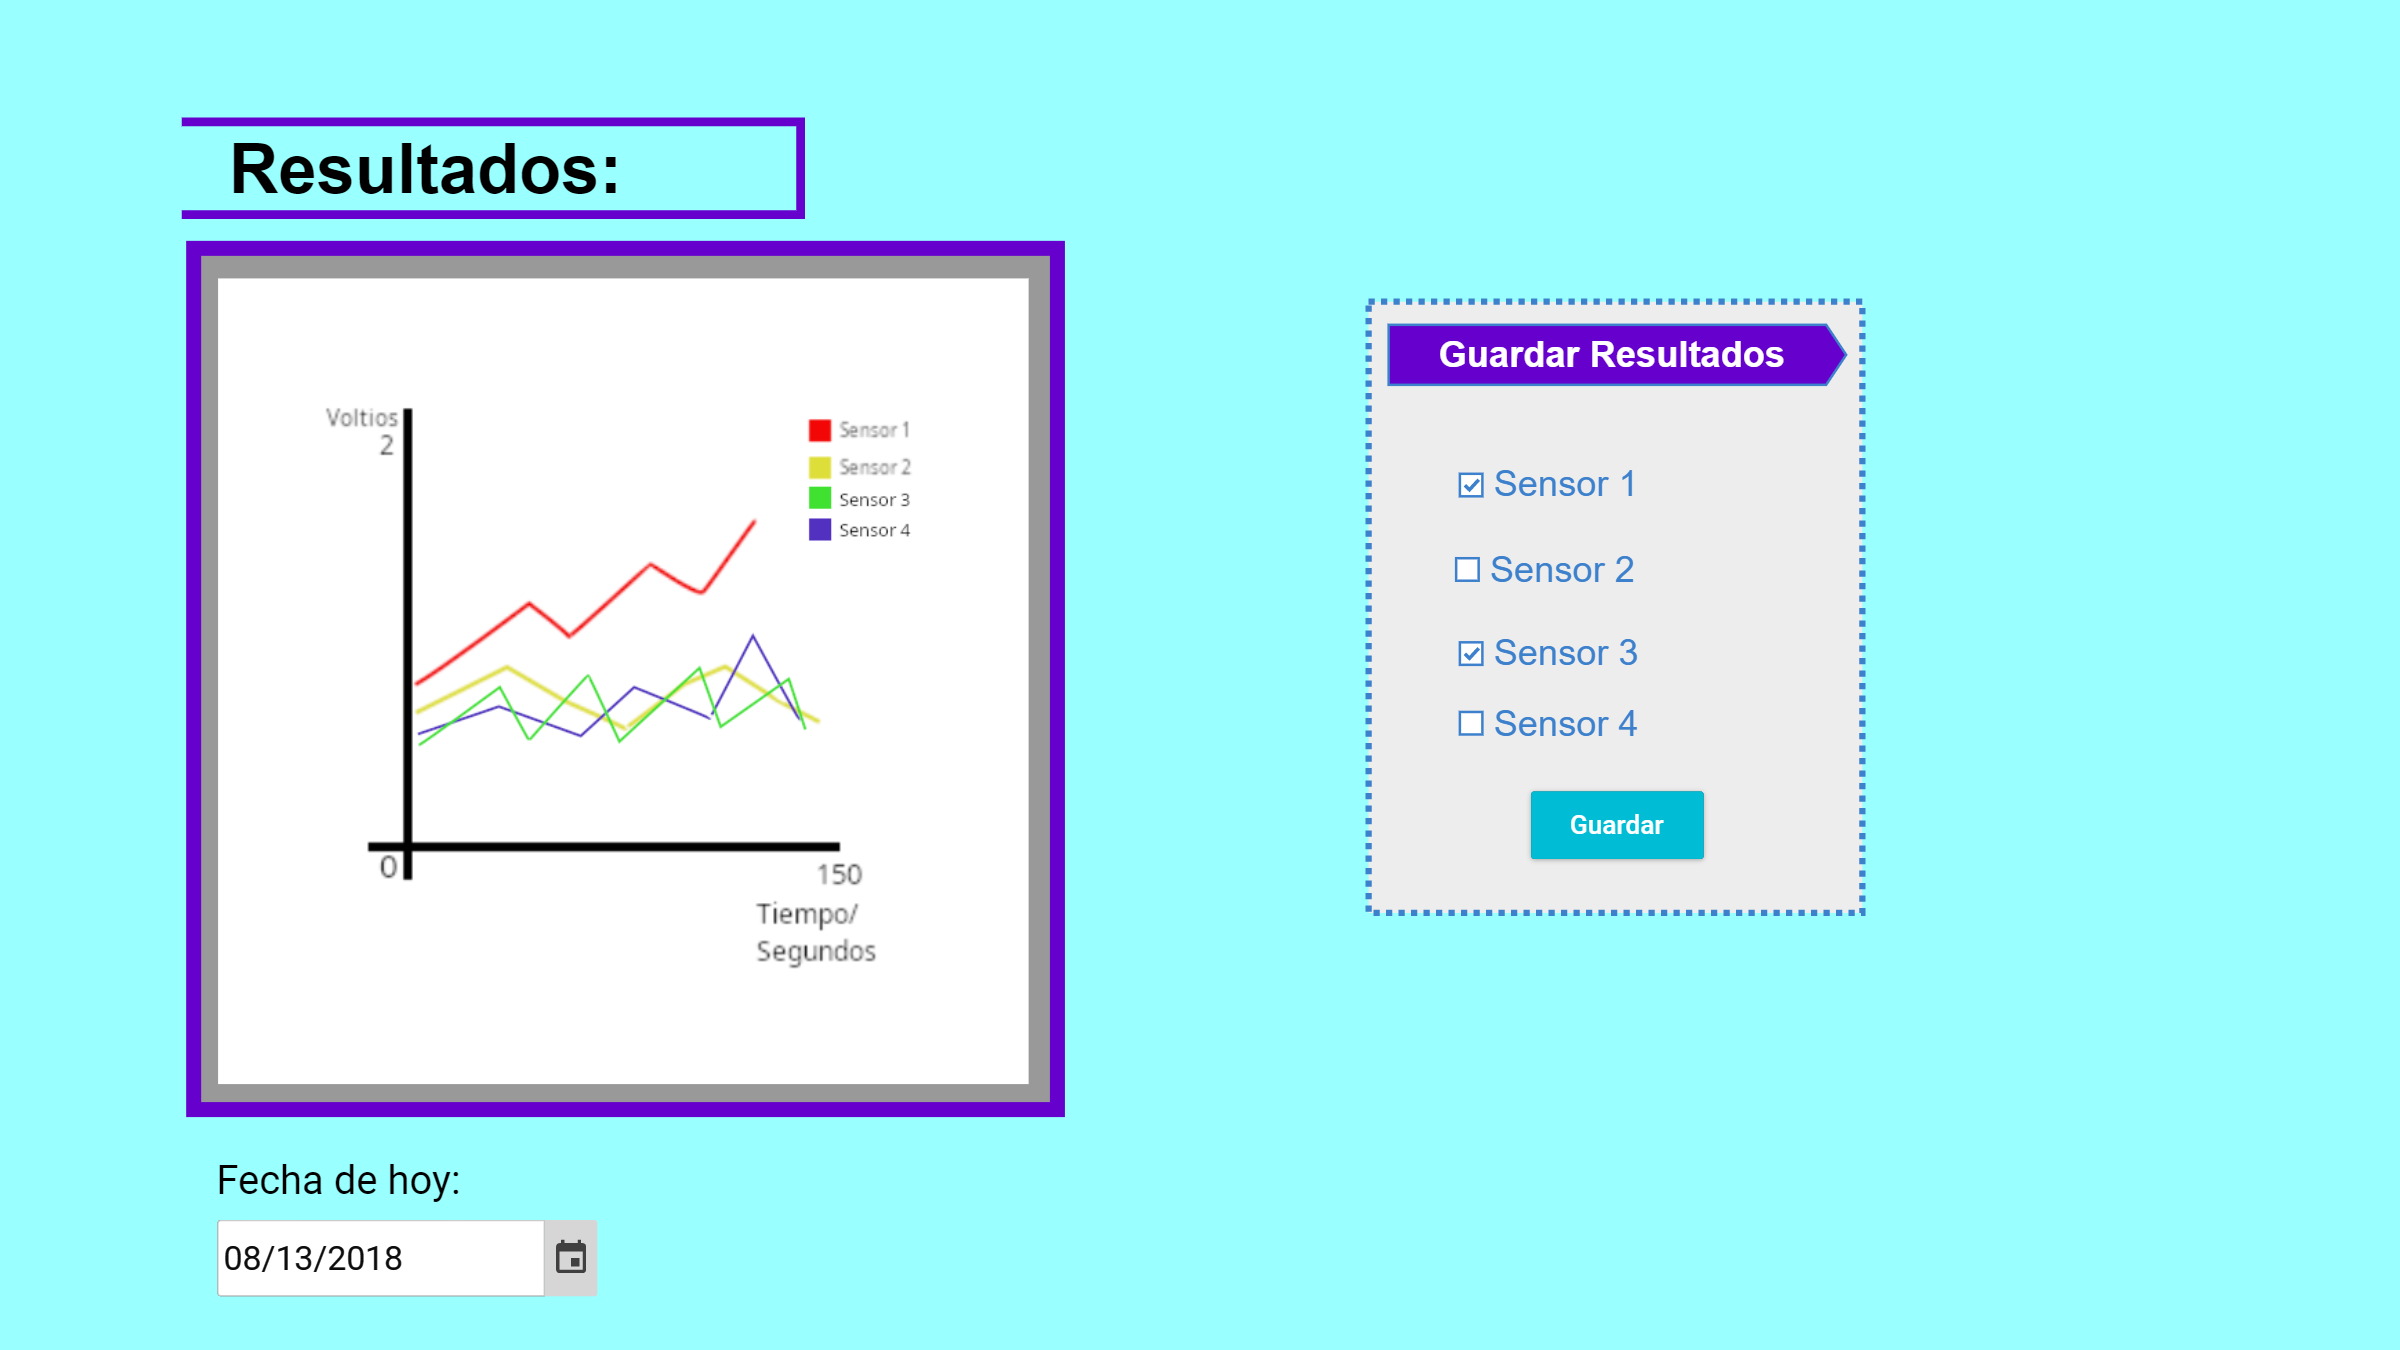 Resultados:
Voltios
2
Sensor 1
Sensor 2
Sensor 3
Sensor 4
0
150
Tiempo/
Segundos
Guardar Resultados
Sensor 1
Sensor 2
Sensor 3
Sensor 4
Guardar
Fecha de hoy:
08/13/2018